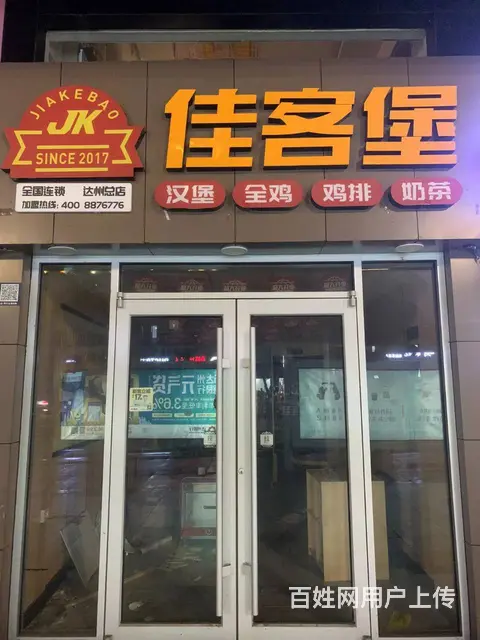 JIAKEBAO
JK
SINCE 2017
佳客堡
汉堡 全鸡 鸡排 奶茶
全国连锁 达州总店
加盟热线: 400 8876776
百姓网用户上传